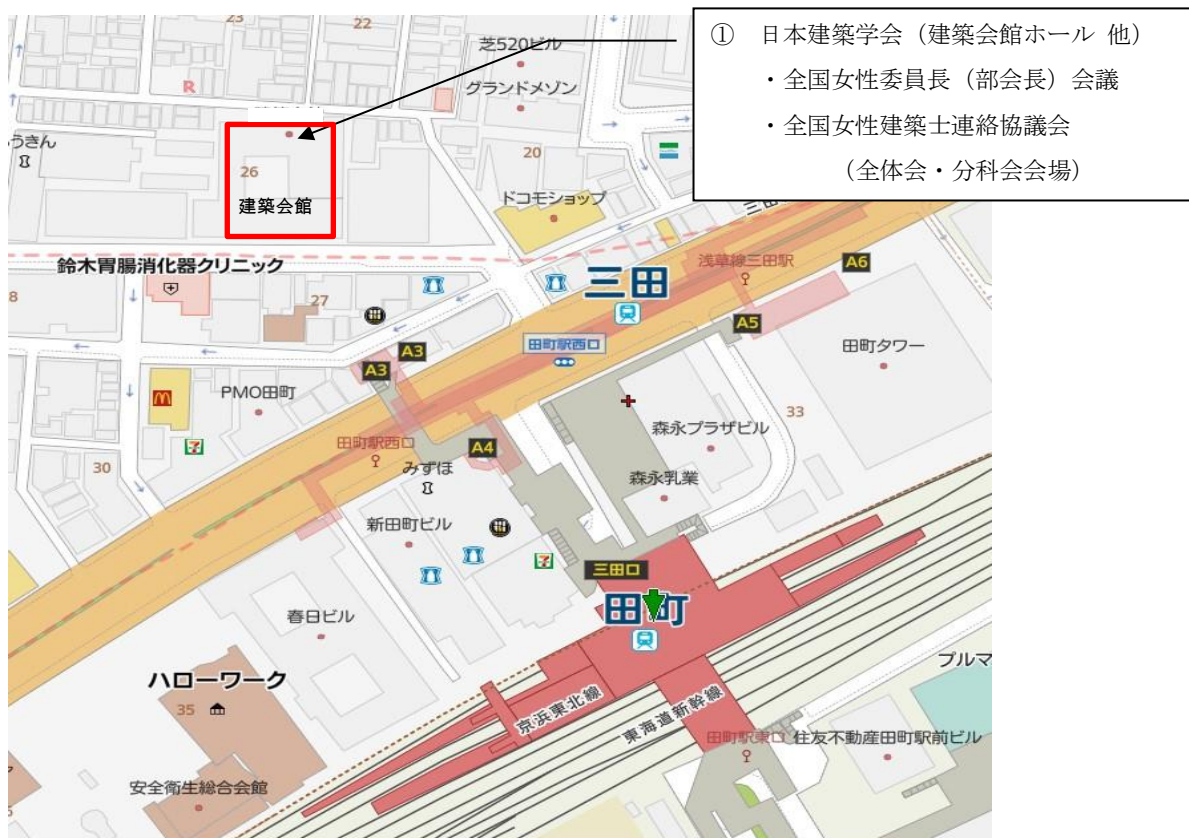 ① 日本建築学会（建築会館ホール 他）
・全国女性委員長（部会長）会議
・全国女性建築士連絡協議会
（全体会・分科会会場）
23
22
芝520ビル
グランドメゾン
R
うきん
26
建築会館
20
ドコモショップ
鈴木胃腸消化器クリニック
三田
浅草線三田駅
A6
8
27
A5
田町駅西口
田町タワー
A3
A3
PMO田町
33
森永プラザビル
田町駅西口
A4
30
みずほ
森永乳業
新田町ビル
三田口
田町
春日ビル
ハローワーク
35
京浜東北線
東海道新幹線
プルマ
田町駅東口
住友不動産田町駅前ビル
安全衛生総合会館